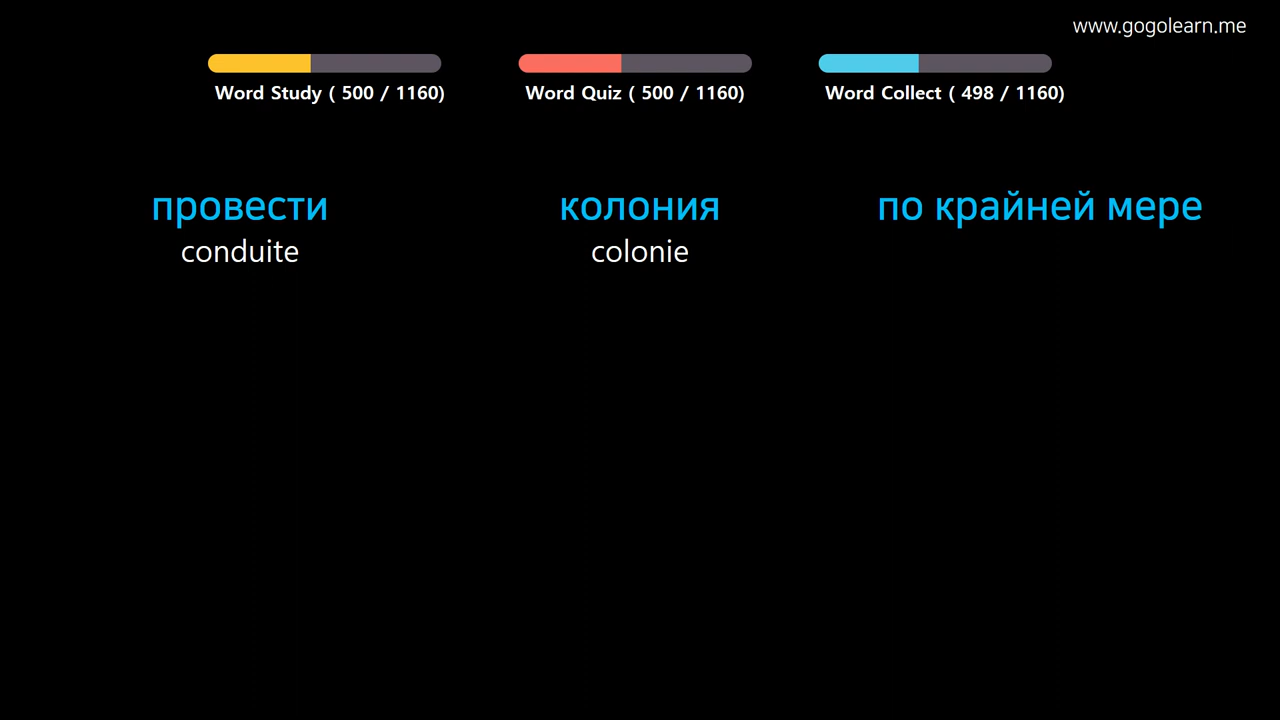 www.gogolearn.me
Word Study ( 500 / 1160)
Word Quiz ( 500 / 1160)
Word Collect ( 498 / 1160)
провести
колония
по крайней мере
conduite
colonie